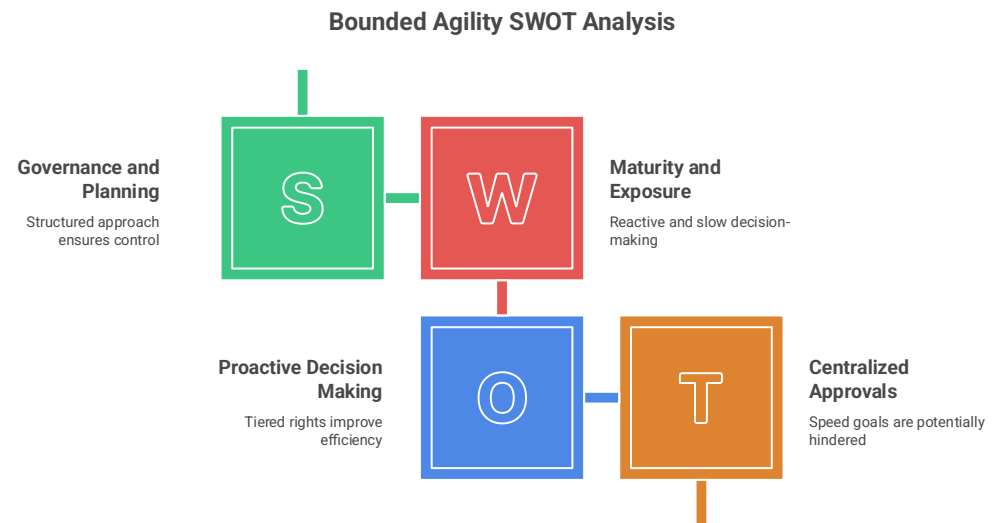 Bounded Agility SWOT Analysis
Governance and
Planning
Structured approach
ensures control
S
W
Maturity and
Exposure
Reactive and slow decision-
making
Proactive Decision
Making
Tiered rights improve
efficiency
O
T
Centralized
Approvals
Speed goals are potentially
hindered